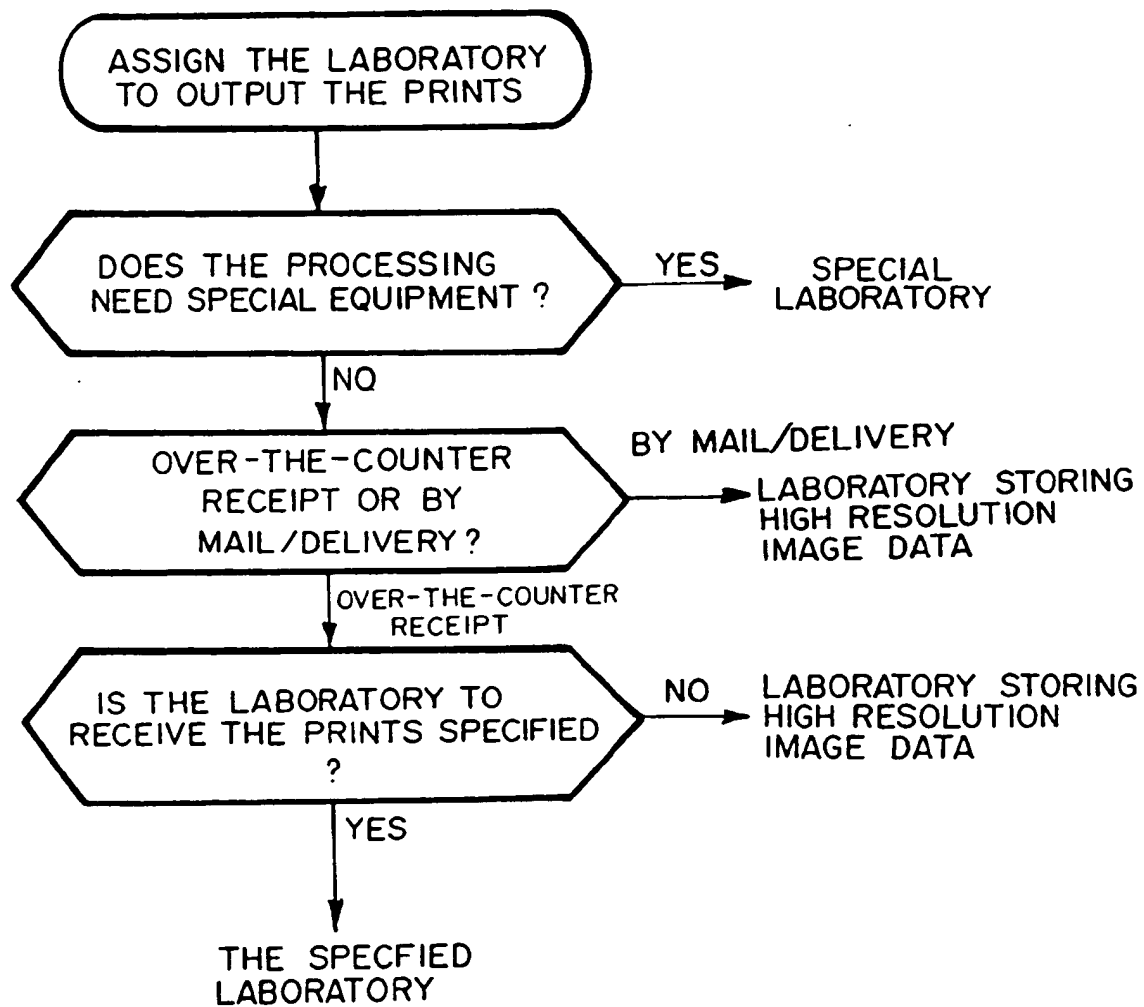 ASSIGN THE LABORATORY
TO OUTPUT THE PRINTS
DOES THE PROCESSING
NEED SPECIAL EQUIPMENT ?
YES
SPECIAL
LABORATORY
NO
OVER-THE-COUNTER
RECEIPT OR BY
MAIL/DELIVERY ?
BY MAIL/DELIVERY
LABORATORY STORING
HIGH RESOLUTION
IMAGE DATA
OVER-THE-COUNTER
RECEIPT
IS THE LABORATORY TO
RECEIVE THE PRINTS SPECIFIED
?
NO
LABORATORY STORING
HIGH RESOLUTION
IMAGE DATA
YES
THE SPECFIED
LABORATORY